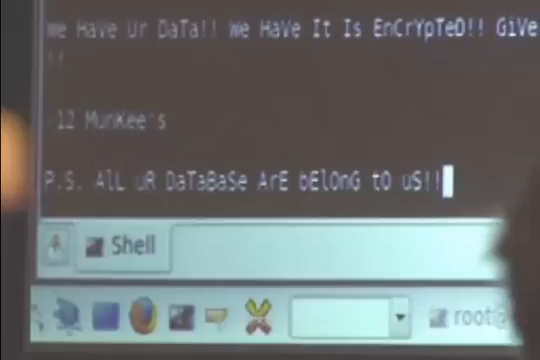 We HaVe Ur DaTa!! We HaVe It Is EnCrYpTeD!! GiVe
!!
-12 MunKee's
P.S. AlL uR DaTaBaSe ArE bElOnG tO uS!!
Shell
root@